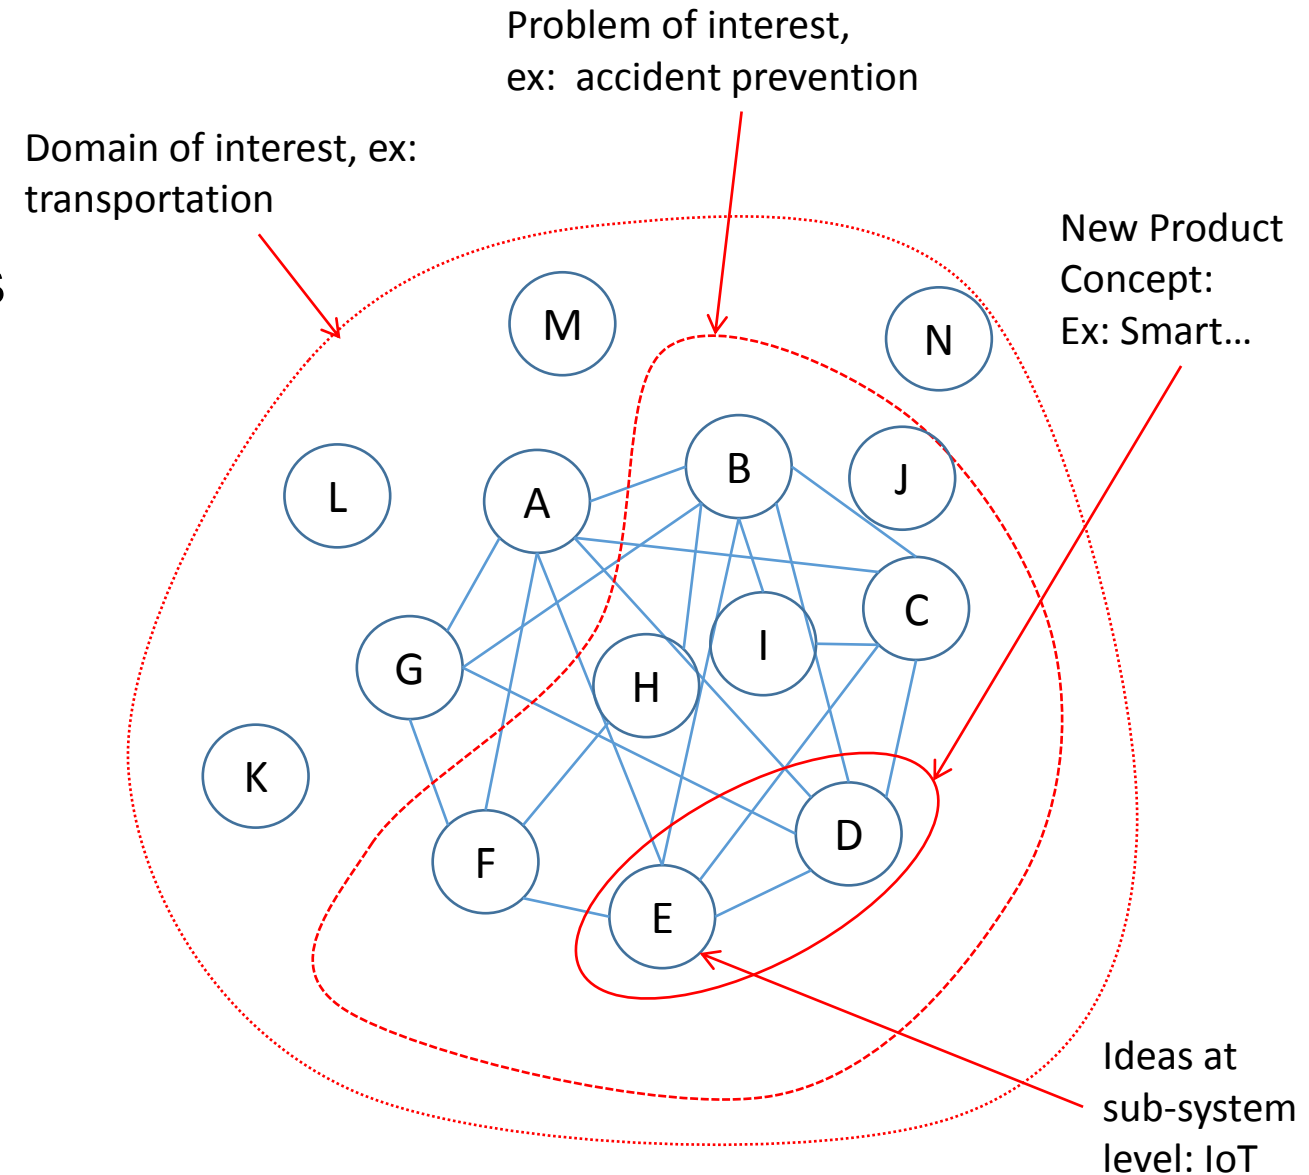 Problem of interest,
ex:  accident prevention
Domain of interest, ex:
transportation
New Product
Concept:
Ex: Smart…
s
M
N
B
J
L
A
C
I
G
H
K
D
F
E
Ideas at
sub-system
level: IoT